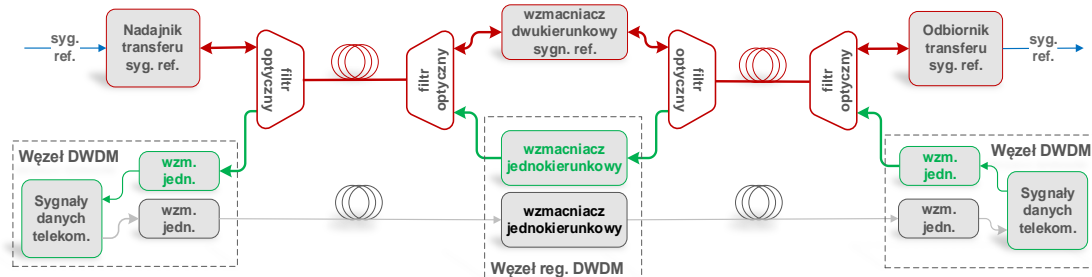 syg.
ref.
Nadajnik
transferu
syg. ref.
filtr
optyczny
filtr
optyczny
wzmacniacz
dwukierunkowy
sygn. ref.
filtr
optyczny
filtr
optyczny
Odbiornik
transferu
syg. ref.
syg.
ref.
Węzeł DWDM
wzm.
jedn.
Sygnały
danych
telekom.
wzm.
jedn.
wzmacniacz
jednokierunkowy
wzmacniacz
jednokierunkowy
Węzeł reg. DWDM
Węzeł DWDM
wzm.
jedn.
Sygnały
danych
telekom.
wzm.
jedn.